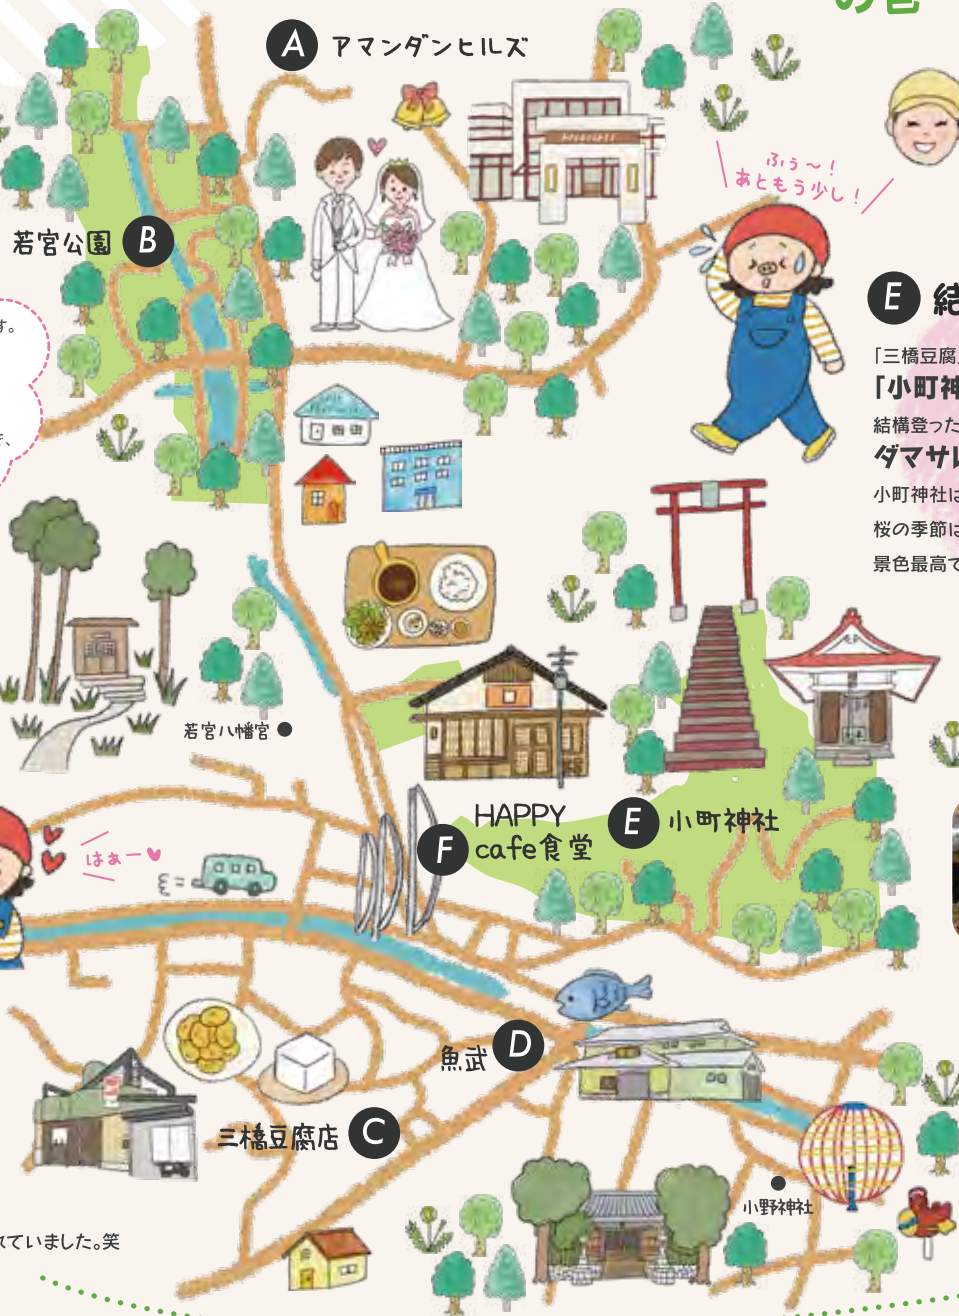 の色
A アマンダンヒルズ
ふぅ〜！
あともう少し！
若宮公園 B
す。
E 結
「三橋豆腐
「小町神
結構登った
ダマサレ
小町神社は
桜の季節は
景色最高で
若宮八幡宮
HAPPY
F cafe食堂
E 小町神社
はぁー♥
魚武 D
三橋豆腐店 C
小野神社
れていました。笑